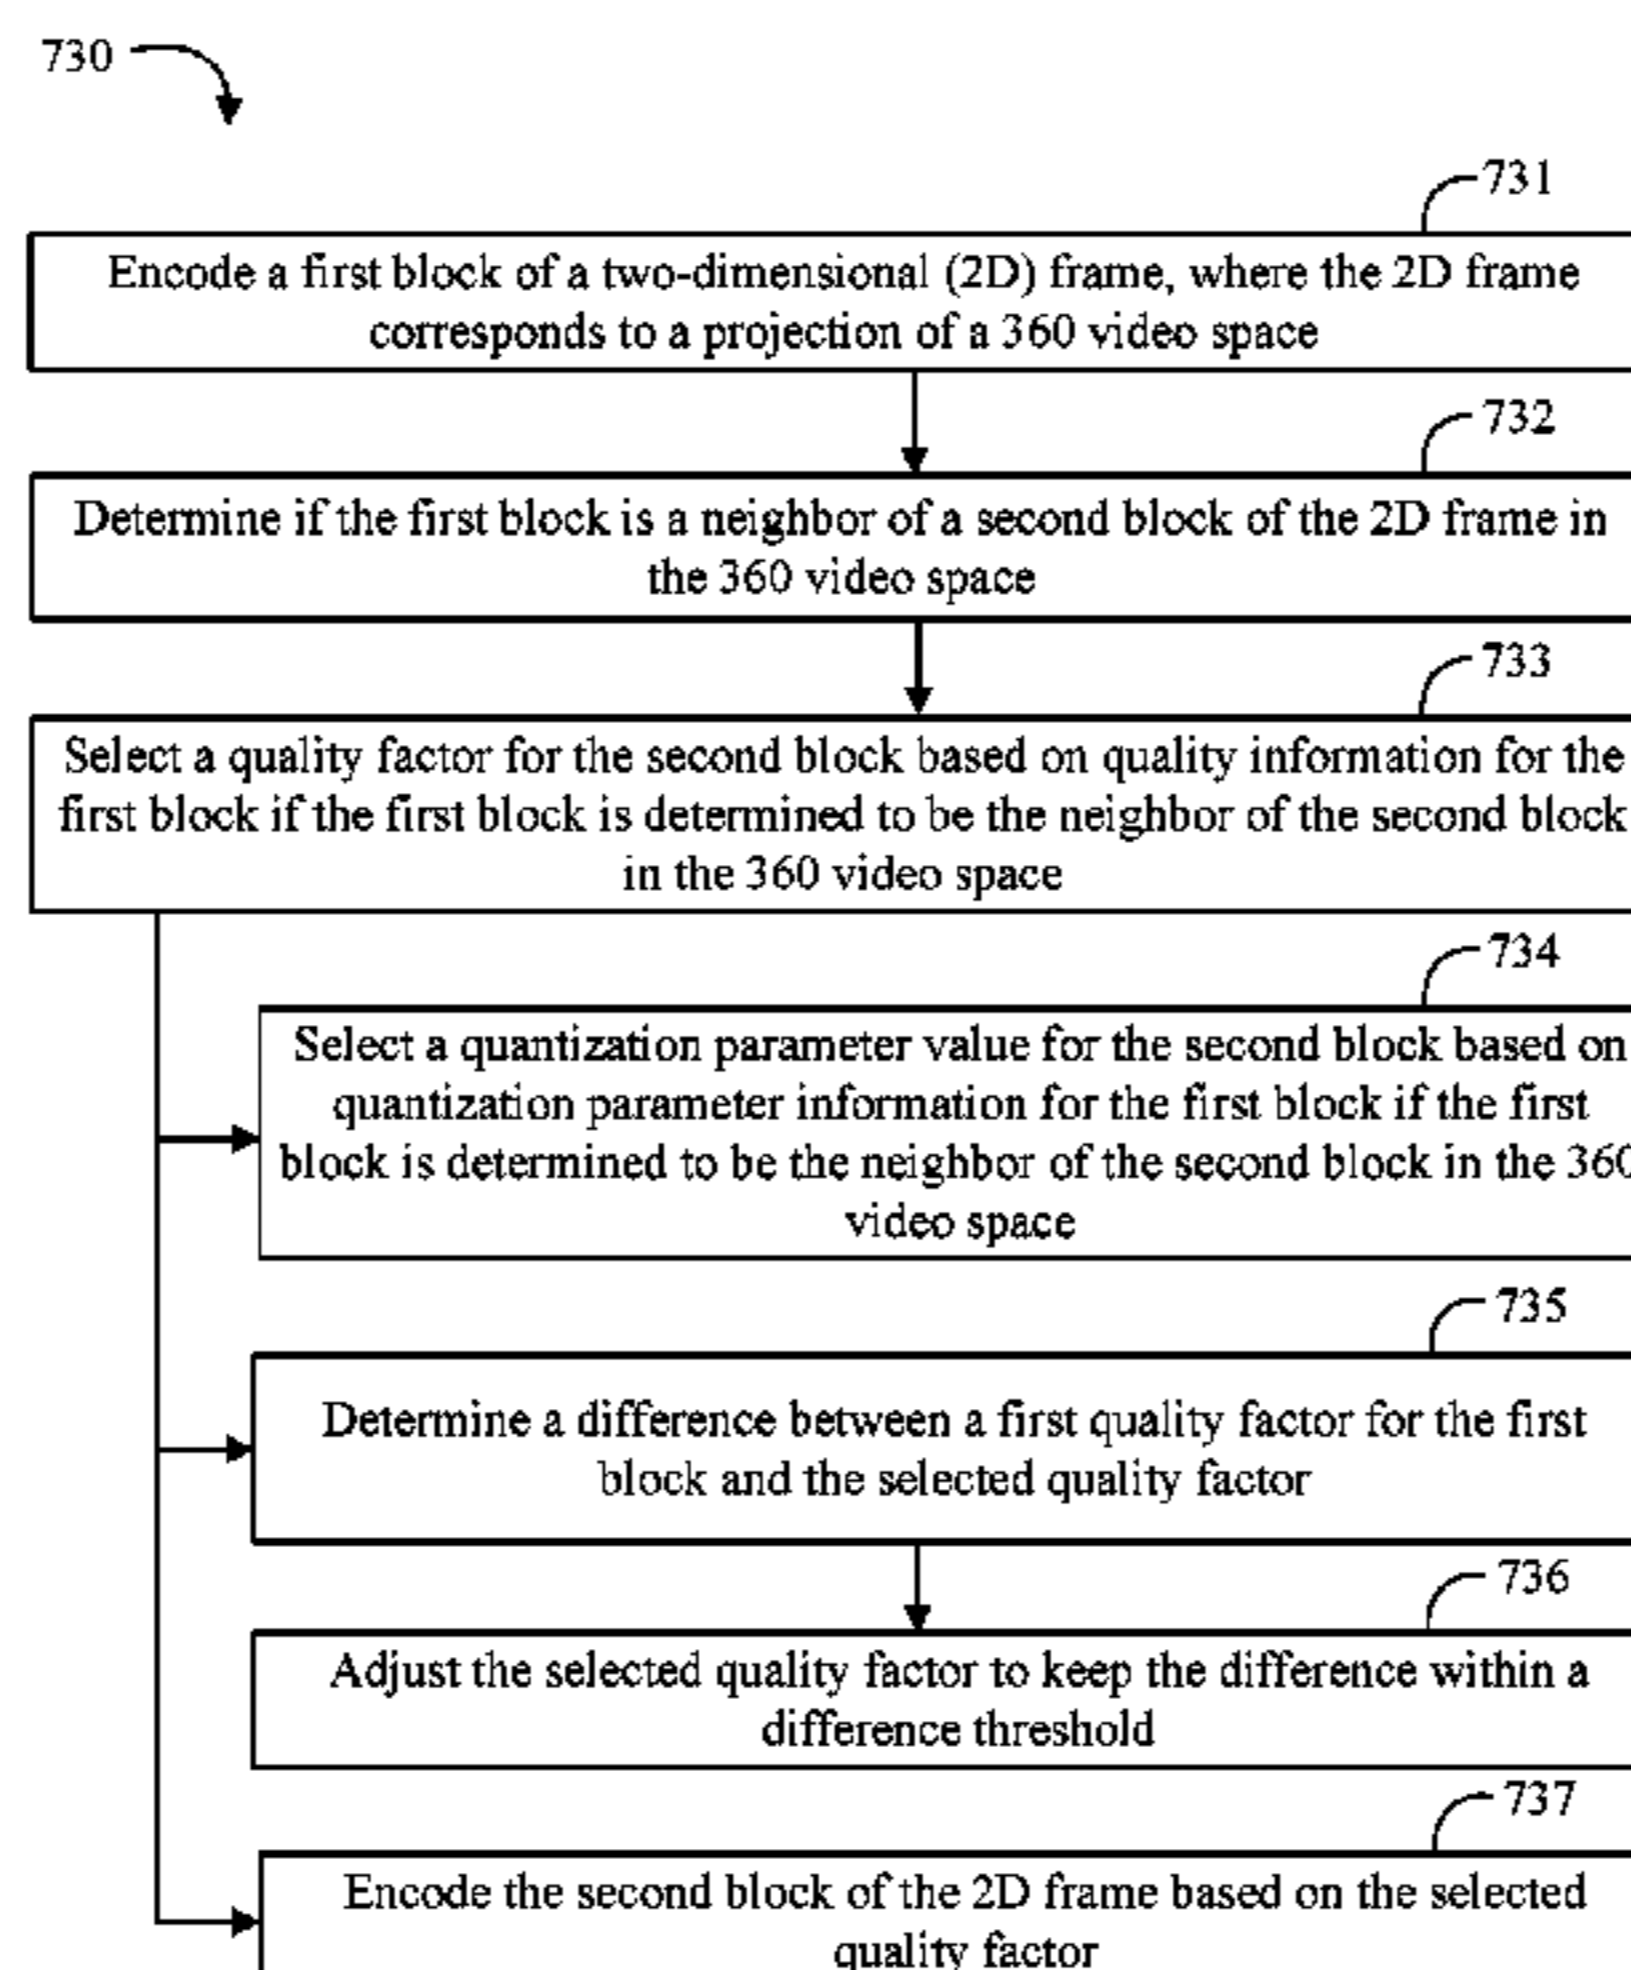 730
731
Encode a first block of a two-dimensional (2D) frame, where the 2D frame
corresponds to a projection of a 360 video space
732
Determine if the first block is a neighbor of a second block of the 2D frame in
the 360 video space
733
Select a quality factor for the second block based on quality information for the
first block if the first block is determined to be the neighbor of the second block
in the 360 video space
734
Select a quantization parameter value for the second block based on
quantization parameter information for the first block if the first
block is determined to be the neighbor of the second block in the 360
video space
735
Determine a difference between a first quality factor for the first
block and the selected quality factor
736
Adjust the selected quality factor to keep the difference within a
difference threshold
737
Encode the second block of the 2D frame based on the selected
quality factor